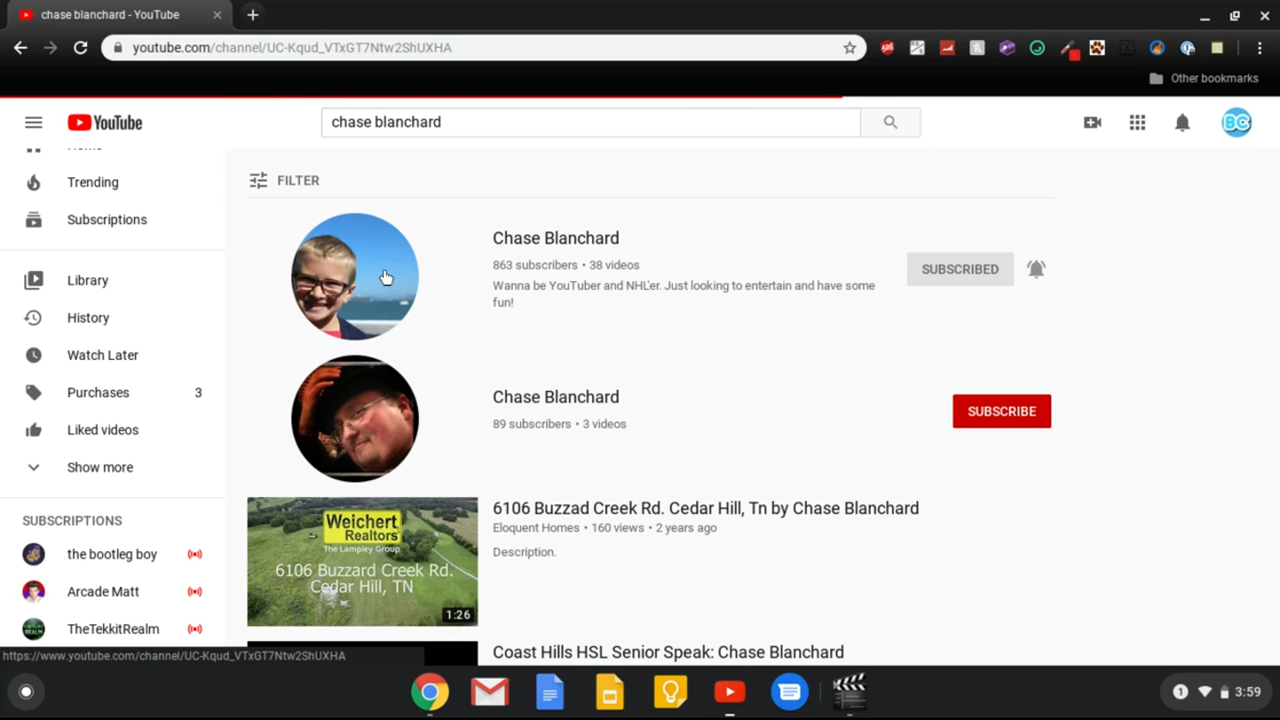 chase blanchard - YouTube
youtube.com/channel/UC-Kqud_VTxGT7Ntw2ShUXHA
Other bookmarks
YouTube
chase blanchard
BC
Home
Trending
Subscriptions
Library
History
Watch Later
Purchases 3
Liked videos
Show more
SUBSCRIPTIONS
the bootleg boy
Arcade Matt
TheTekkitRealm
FILTER
Chase Blanchard
863 subscribers • 38 videos
Wanna be YouTuber and NHL'er. Just looking to entertain and have some
fun!
SUBSCRIBED
Chase Blanchard
89 subscribers • 3 videos
SUBSCRIBE
Weichert
Realtors
The Lampley Group
6106 Buzzard Creek Rd.
Cedar Hill, TN
1:26
6106 Buzzad Creek Rd. Cedar Hill, Tn by Chase Blanchard
Eloquent Homes • 160 views • 2 years ago
Description.
Coast Hills HSL Senior Speak: Chase Blanchard
https://www.youtube.com/channel/UC-Kqud_VTxGT7Ntw2ShUXHA
1
3:59